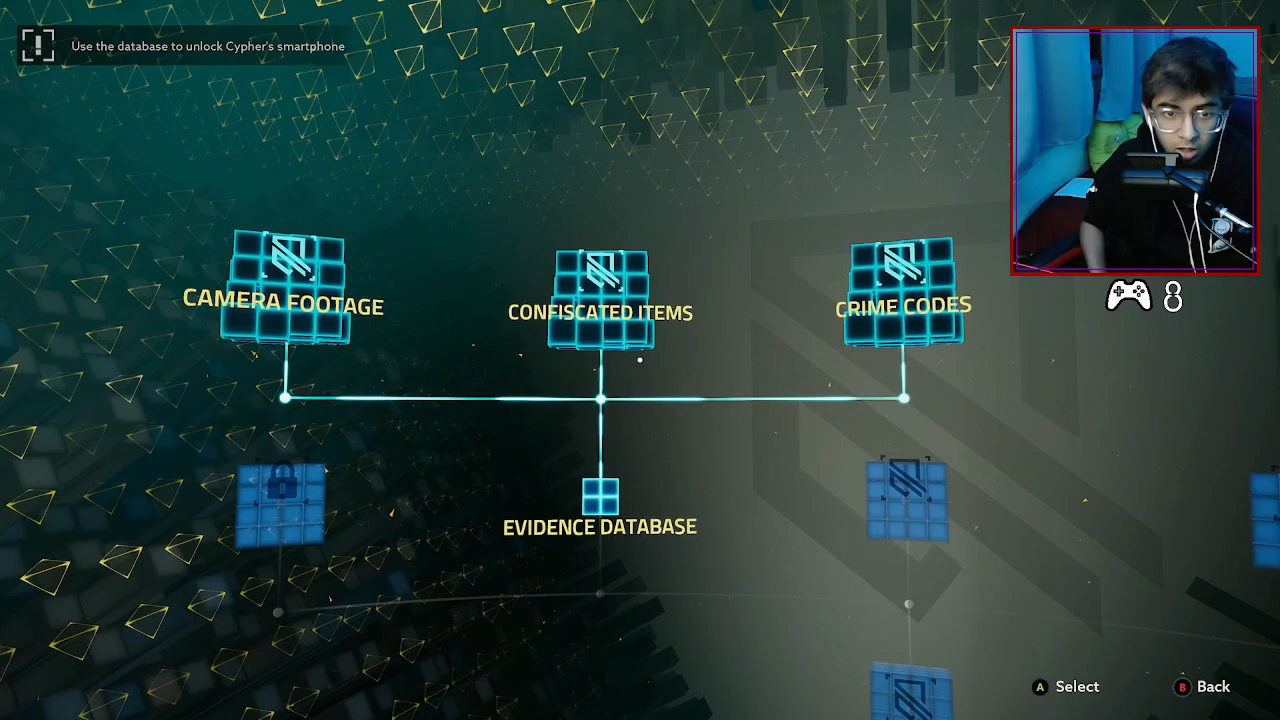 Use the database to unlock Cypher's smartphone
CAMERA FOOTAGE
CONFISCATED ITEMS
CRIME CODES
8
EVIDENCE DATABASE
A Select
B Back